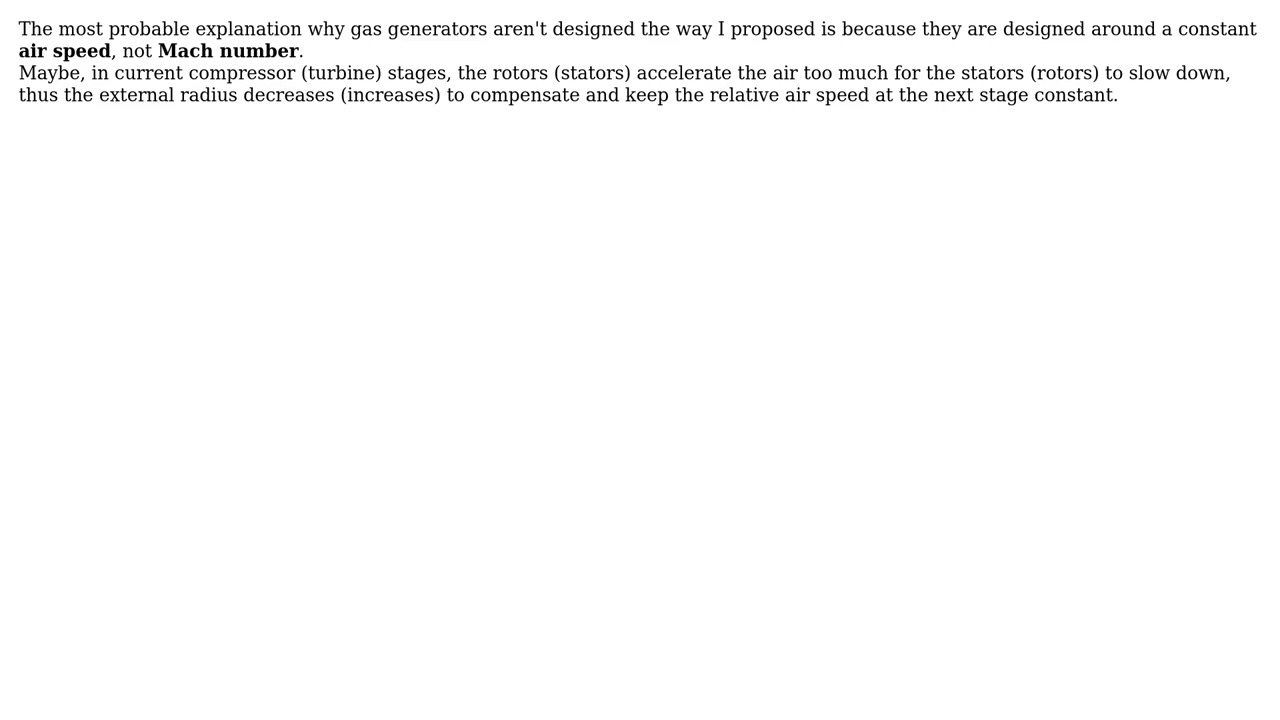 The most probable explanation why gas generators aren't designed the way I proposed is because they are designed around a constant
air speed, not Mach number.
Maybe, in current compressor (turbine) stages, the rotors (stators) accelerate the air too much for the stators (rotors) to slow down,
thus the external radius decreases (increases) to compensate and keep the relative air speed at the next stage constant.